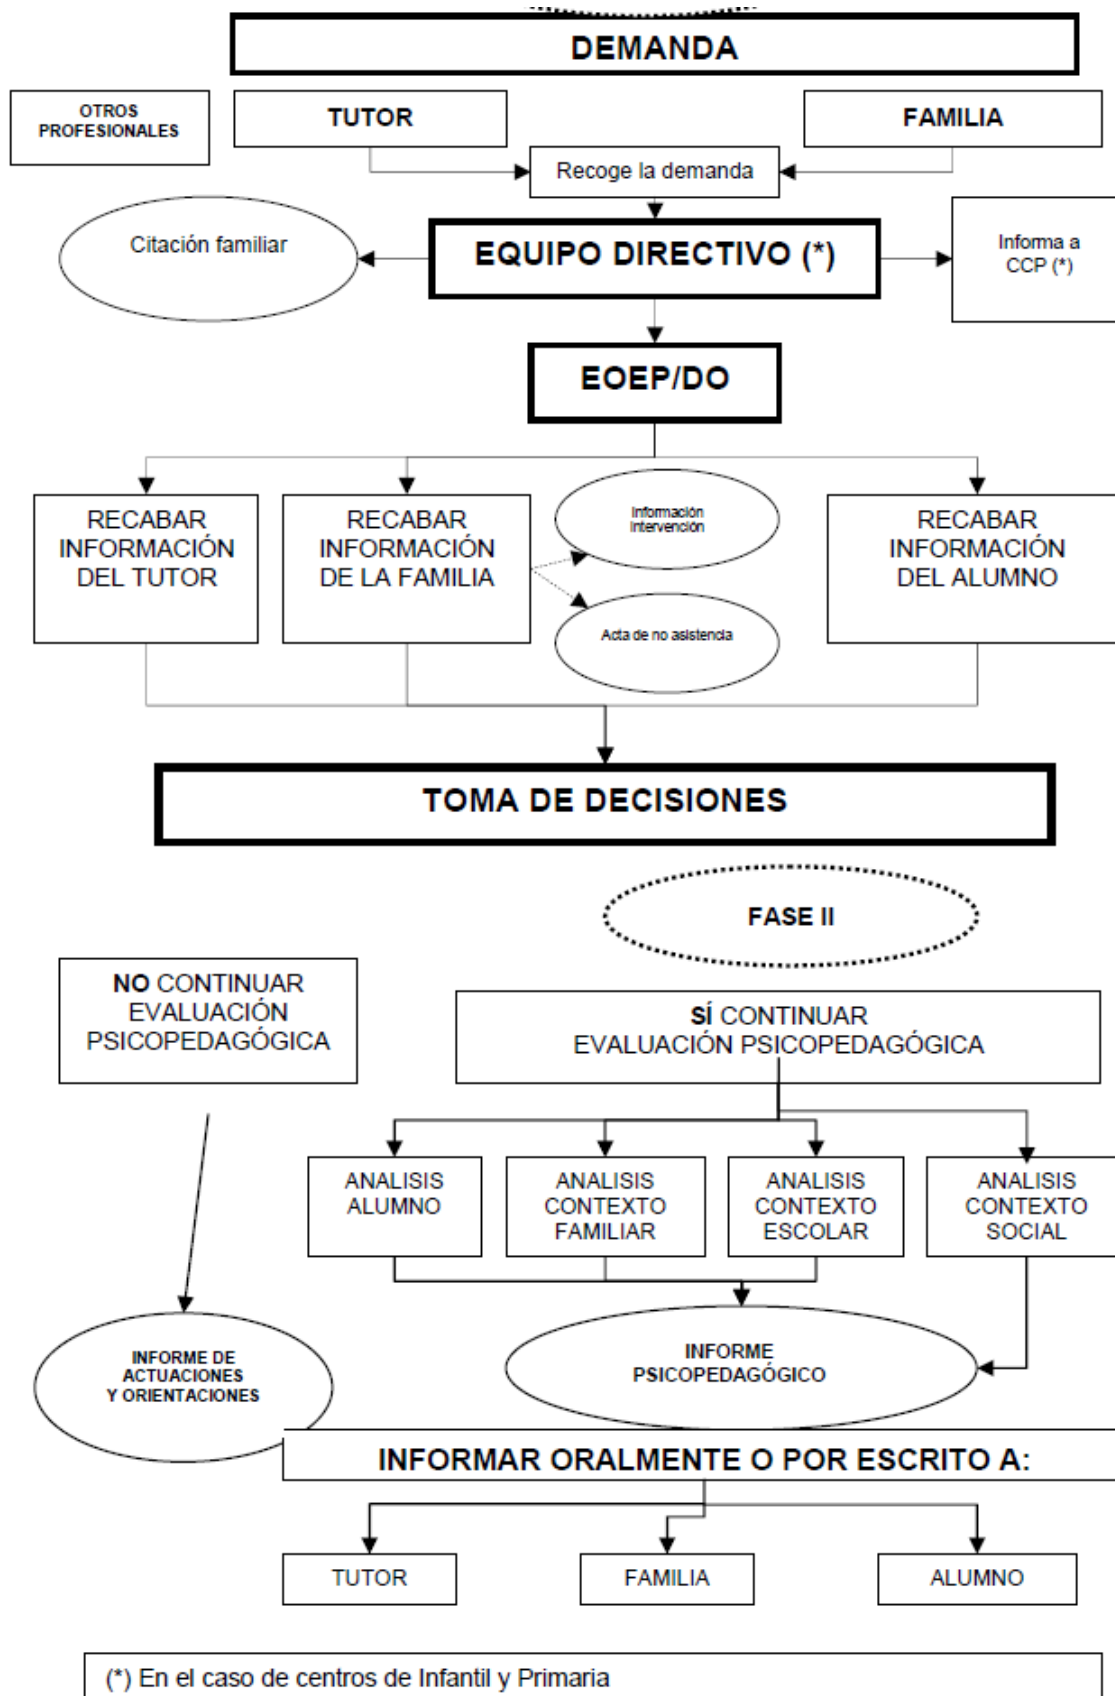 DEMANDA
OTROS
PROFESIONALES
TUTOR
FAMILIA
Recoge la demanda
Citación familiar
EQUIPO DIRECTIVO (*)
Informa a
CCP (*)
EOEP/DO
RECABAR
INFORMACIÓN
DEL TUTOR
RECABAR
INFORMACIÓN
DE LA FAMILIA
Información
Intervención
Acta de no asistencia
RECABAR
INFORMACIÓN
DEL ALUMNO
TOMA DE DECISIONES
FASE II
NO CONTINUAR
EVALUACIÓN
PSICOPEDAGÓGICA
SÍ CONTINUAR
EVALUACIÓN PSICOPEDAGÓGICA
ANALISIS
ALUMNO
ANALISIS
CONTEXTO
FAMILIAR
ANALISIS
CONTEXTO
ESCOLAR
ANALISIS
CONTEXTO
SOCIAL
INFORME DE
ACTUACIONES
Y ORIENTACIONES
INFORME
PSICOPEDAGÓGICO
INFORMAR ORALMENTE O POR ESCRITO A:
TUTOR
FAMILIA
ALUMNO
(*) En el caso de centros de Infantil y Primaria